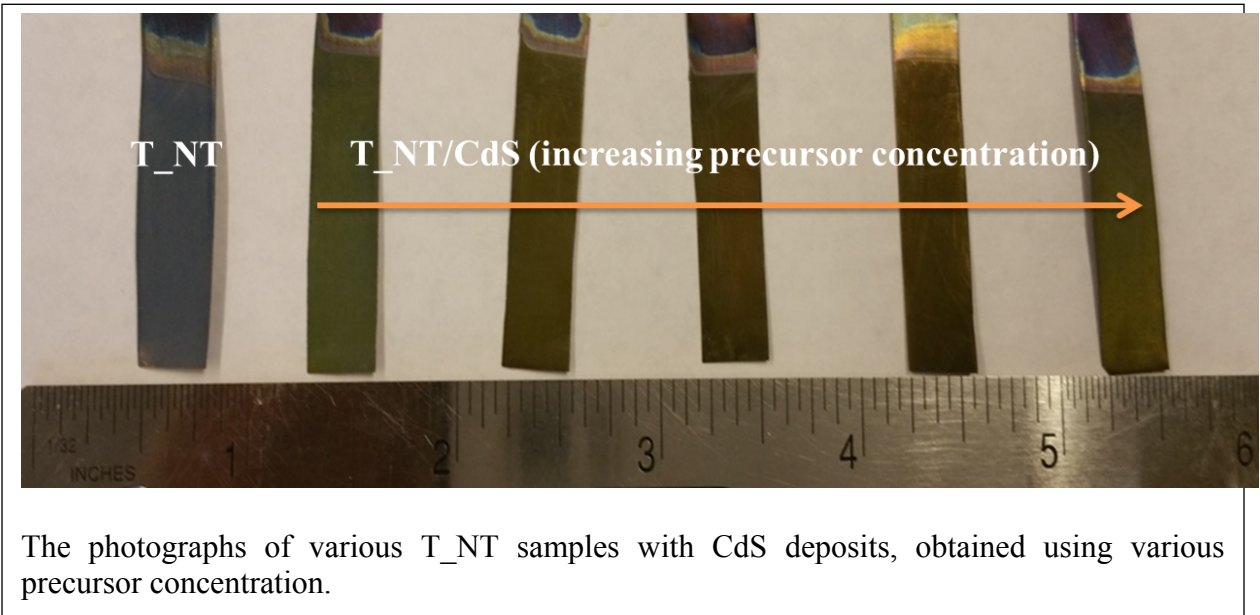 T_NT
T_NT/CdS (increasing precursor concentration)
1/32
INCHES
1 2 3 4 5 6
The photographs of various T_NT samples with CdS deposits, obtained using various
precursor concentration.